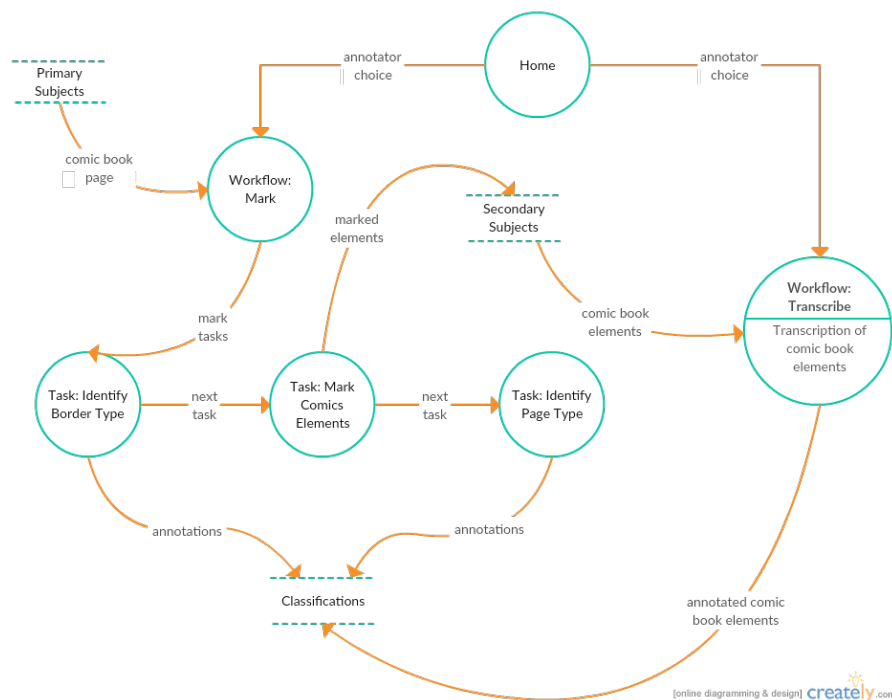 Home
annotator
choice
annotator
choice
Primary
Subjects
comic book
page
Workflow:
Mark
marked
elements
Secondary
Subjects
Workflow:
Transcribe
Transcription of
comic book
elements
comic book
elements
mark
tasks
Task: Identify
Border Type
next
task
Task: Mark
Comics
Elements
next
task
Task: Identify
Page Type
annotations
annotations
Classifications
annotated comic
book elements
[online diagramming & design] creately.com